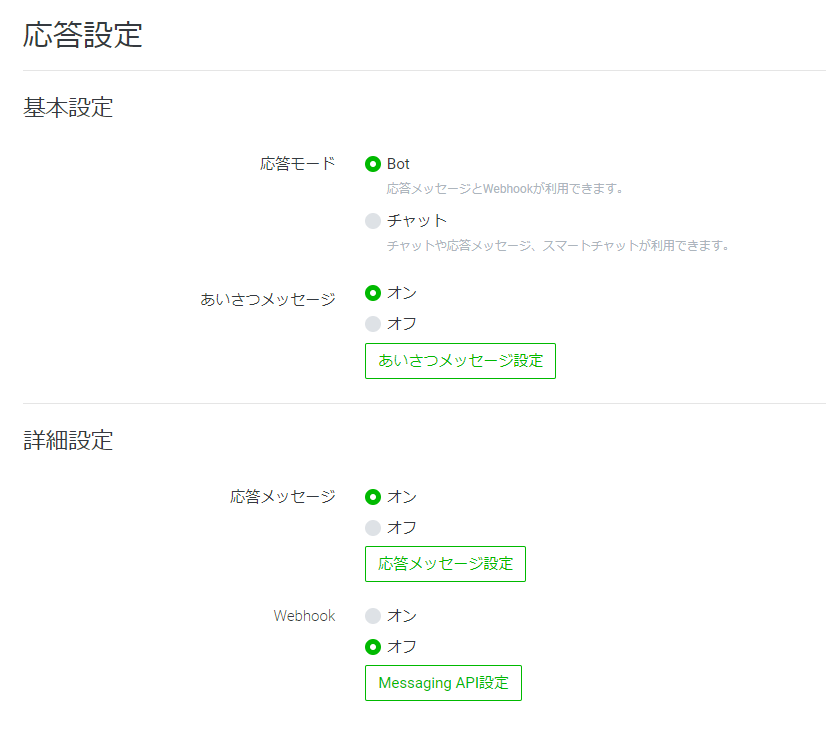 応答設定
基本設定
応答モード
Bot
応答メッセージとWebhookが利用できます。
チャット
チャットや応答メッセージ、スマートチャットが利用できます。
あいさつメッセージ
オン
オフ
あいさつメッセージ設定
詳細設定
応答メッセージ
オン
オフ
応答メッセージ設定
Webhook
オン
オフ
Messaging API設定